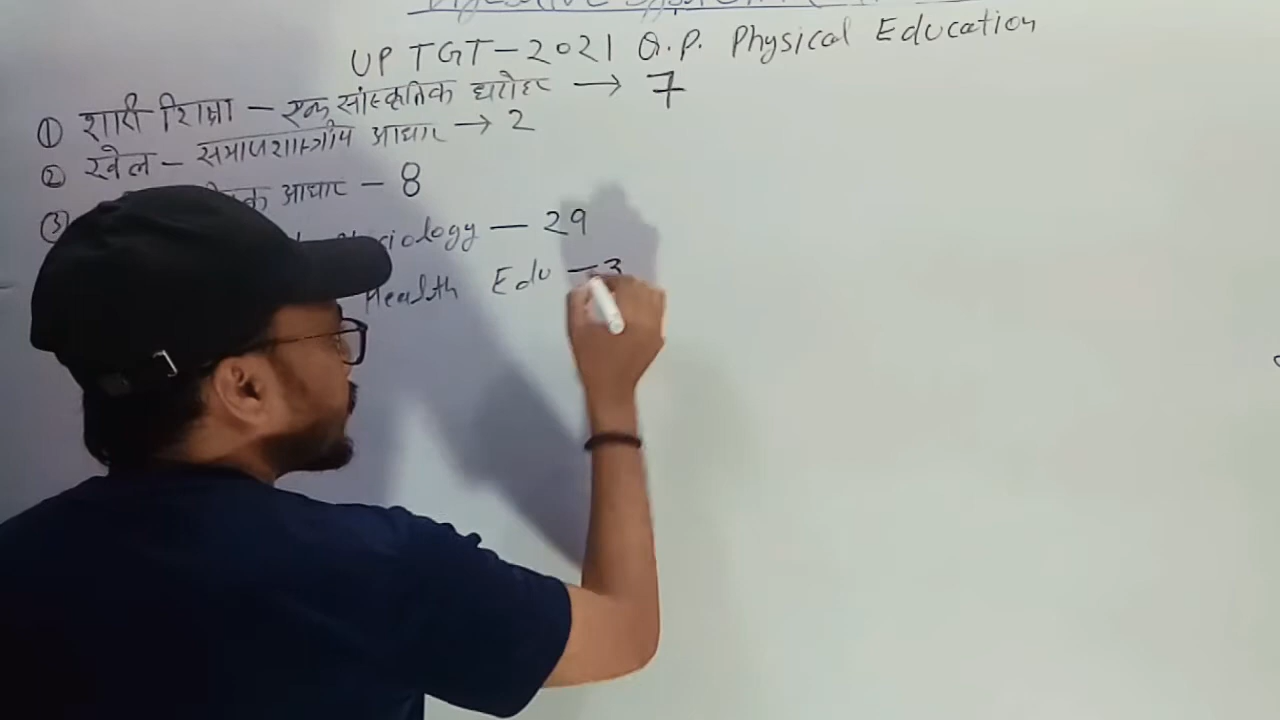 UP TGT-2021 Q.P. Physical Education
① शारी शिक्षा - एक सांस्कृतिक धरोहर → 7
② खेल - समाजशास्त्रीय आधार → 2
③ आधार - 8
- 29
Health Edu - 3